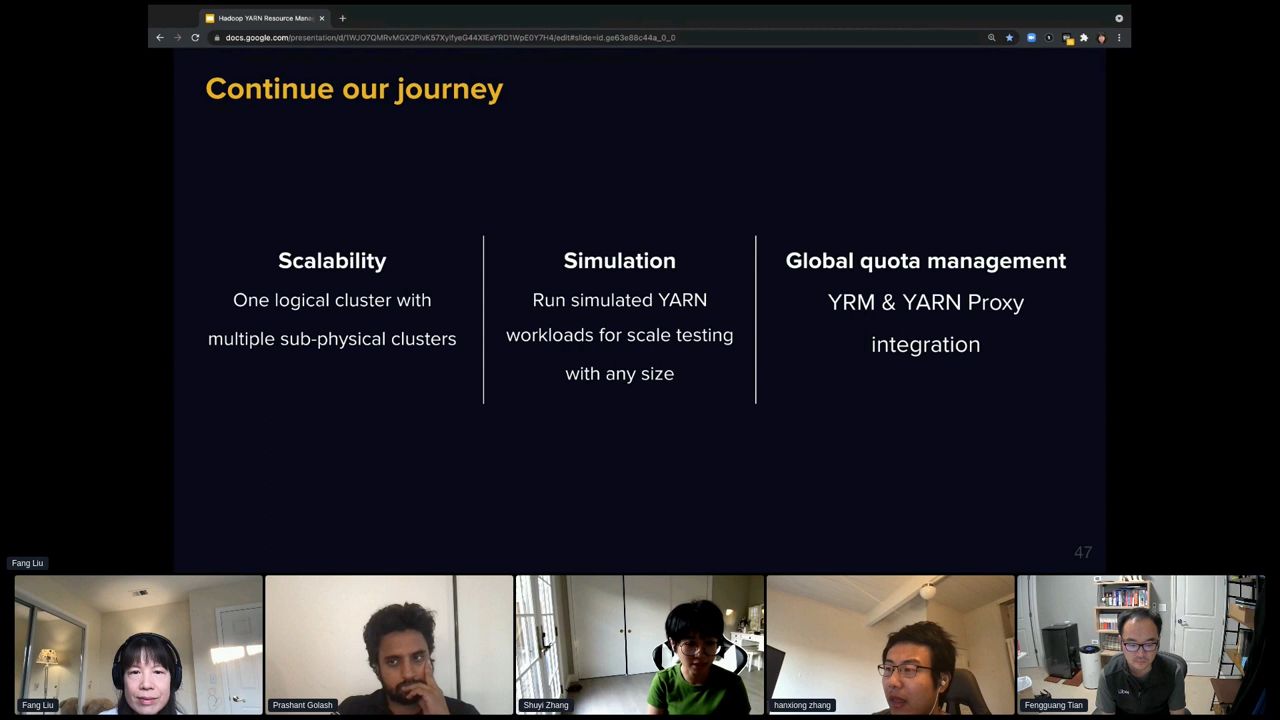 Hadoop YARN Resource Mana
docs.google.com/presentation/d/1WJO7QMRvMGX2PlvK57XyIfyeG44XlEaYRD1WpE0Y7H4/edit#slide=id.ge63e88c44a_0_0
Continue our journey
Scalability
One logical cluster with
multiple sub-physical clusters
Simulation
Run simulated YARN
workloads for scale testing
with any size
Global quota management
YRM & YARN Proxy
integration
47
Fang Liu
Fang Liu
Prashant Golash
Shuyi Zhang
hanxiong zhang
Fengguang Tian